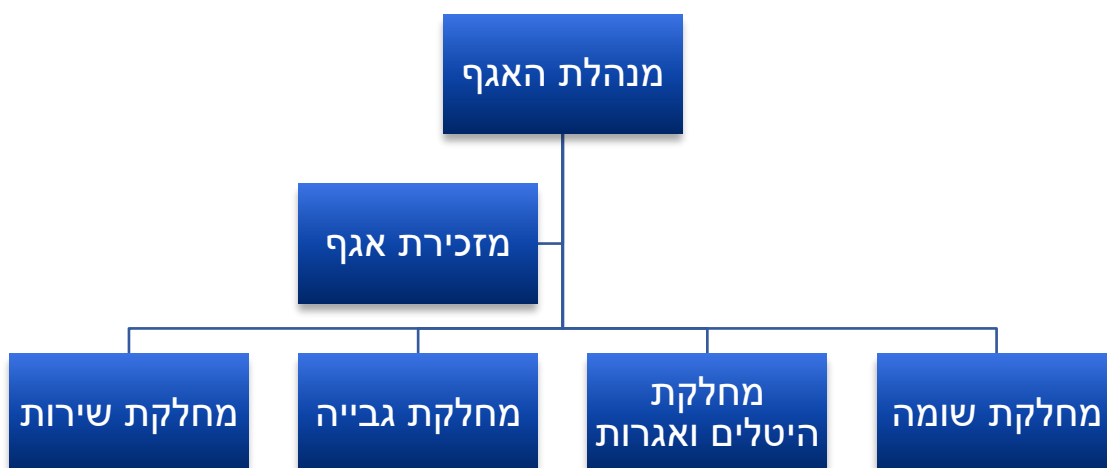 מנהלת האגף
מזכירת אגף
מחלקת שומה
מחלקת
היטלים ואגרות
מחלקת גבייה
מחלקת שירות